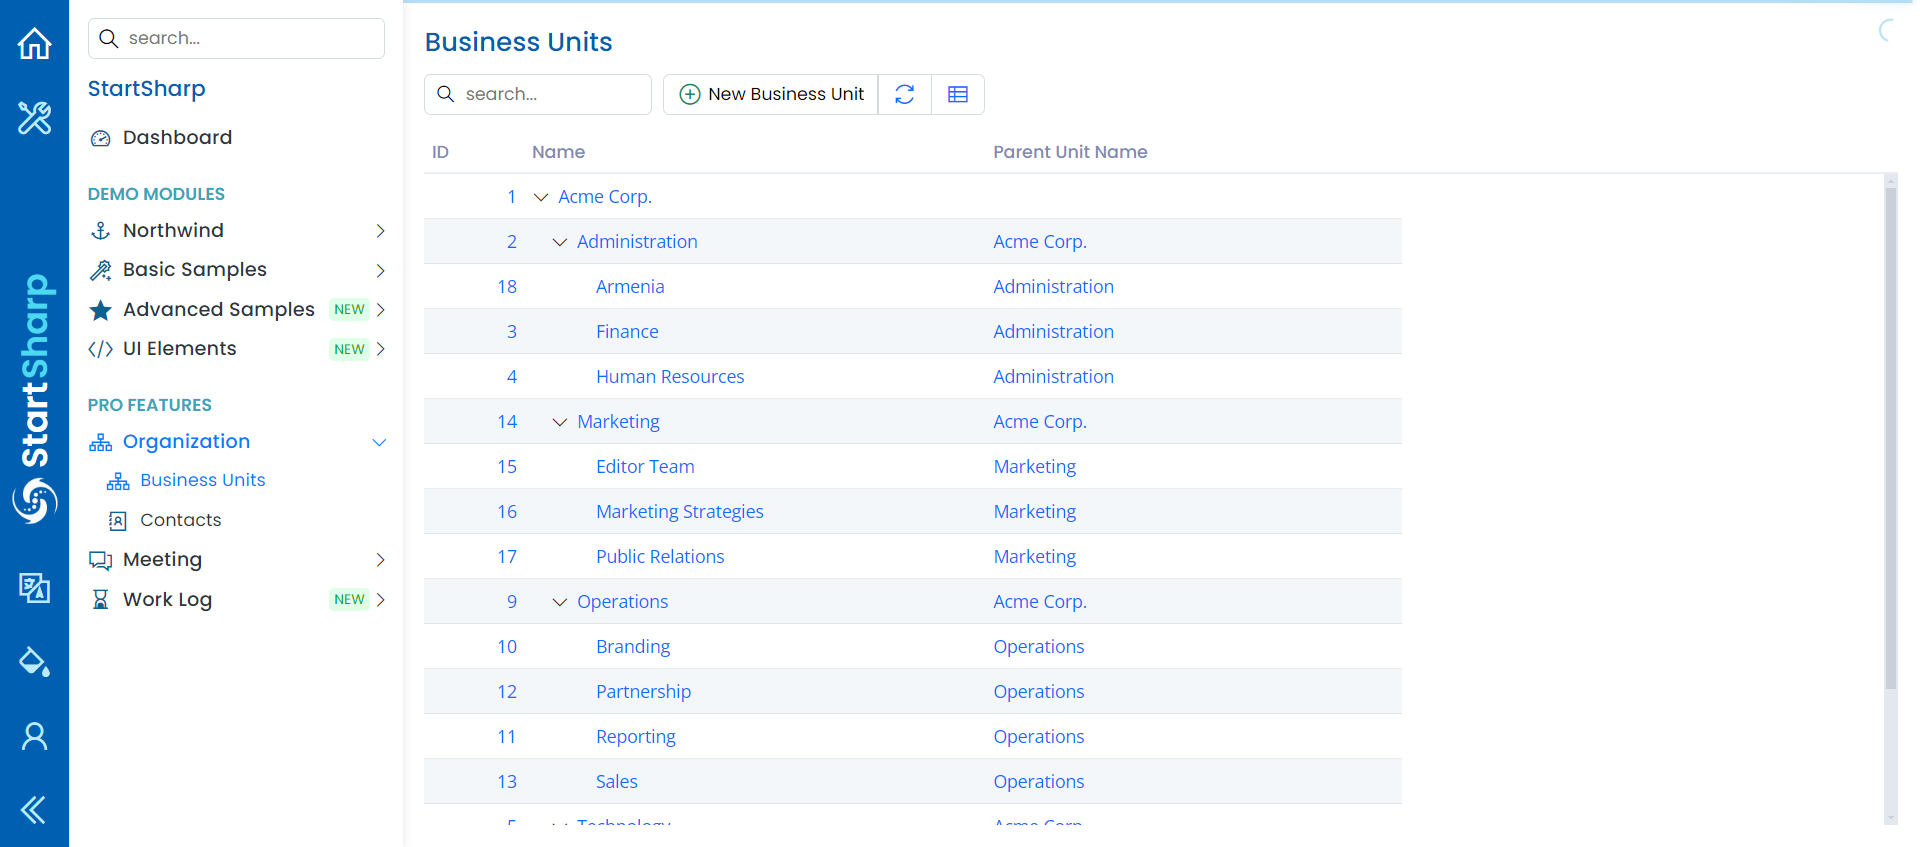 StartSharp
search...
StartSharp
Dashboard
DEMO MODULES
Northwind
Basic Samples
Advanced Samples NEW
UI Elements NEW
PRO FEATURES
Organization
Business Units
Contacts
Meeting
Work Log NEW
Business Units
search...
New Business Unit
ID Name Parent Unit Name
1 Acme Corp.
2 Administration Acme Corp.
18 Armenia Administration
3 Finance Administration
4 Human Resources Administration
14 Marketing Acme Corp.
15 Editor Team Marketing
16 Marketing Strategies Marketing
17 Public Relations Marketing
9 Operations Acme Corp.
10 Branding Operations
12 Partnership Operations
11 Reporting Operations
13 Sales Operations
5 Technology Acme Corp.